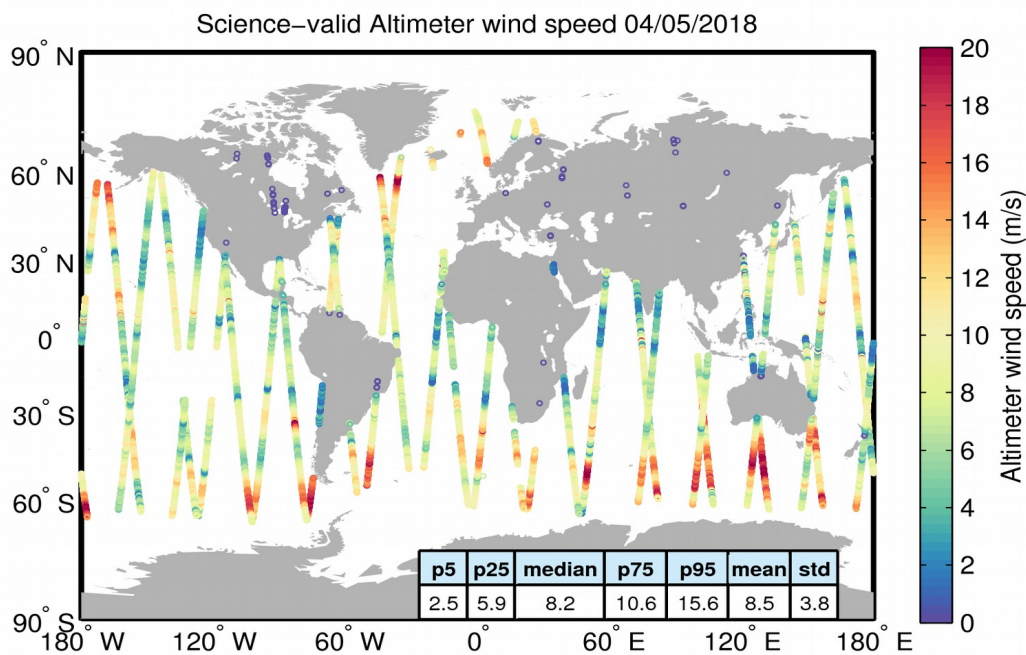 Science-valid Altimeter wind speed 04/05/2018
90° N
60° N
30° N
0°
30° S
60° S
90° S
180° W
120° W
60° W
0°
60° E
120° E
180° E
p5 p25 median p75 p95 mean std
2.5 5.9 8.2 10.6 15.6 8.5 3.8
20
18
16
14
12
10
8
6
4
2
0
Altimeter wind speed (m/s)